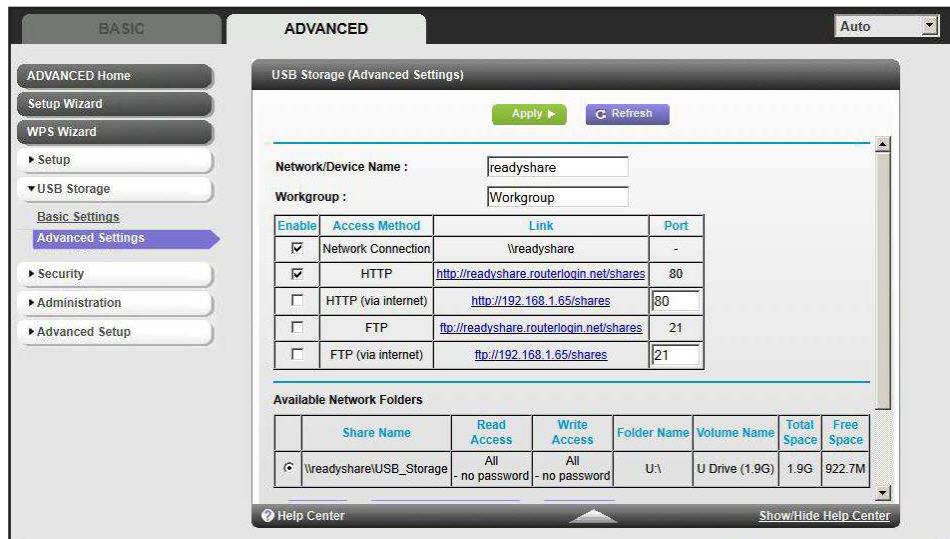 BASIC
ADVANCED
Auto
ADVANCED Home
Setup Wizard
WPS Wizard
Setup
USB Storage
Basic Settings
Advanced Settings
Security
Administration
Advanced Setup
USB Storage (Advanced Settings)
Apply
Refresh
Network/Device Name : readyshare
Workgroup : Workgroup
Enable Access Method Link Port
Network Connection \\readyshare -
HTTP http://readyshare.routerlogin.net/shares 80
HTTP (via internet) http://192.168.1.65/shares 80
FTP ftp://readyshare.routerlogin.net/shares 21
FTP (via internet) ftp://192.168.1.65/shares 21
Available Network Folders
Share Name Read Access Write Access Folder Name Volume Name Total Space Free Space
\\readyshare\USB_Storage All - no password All - no password U:\ U Drive (1.9G) 1.9G 922.7M
Help Center
Show/Hide Help Center